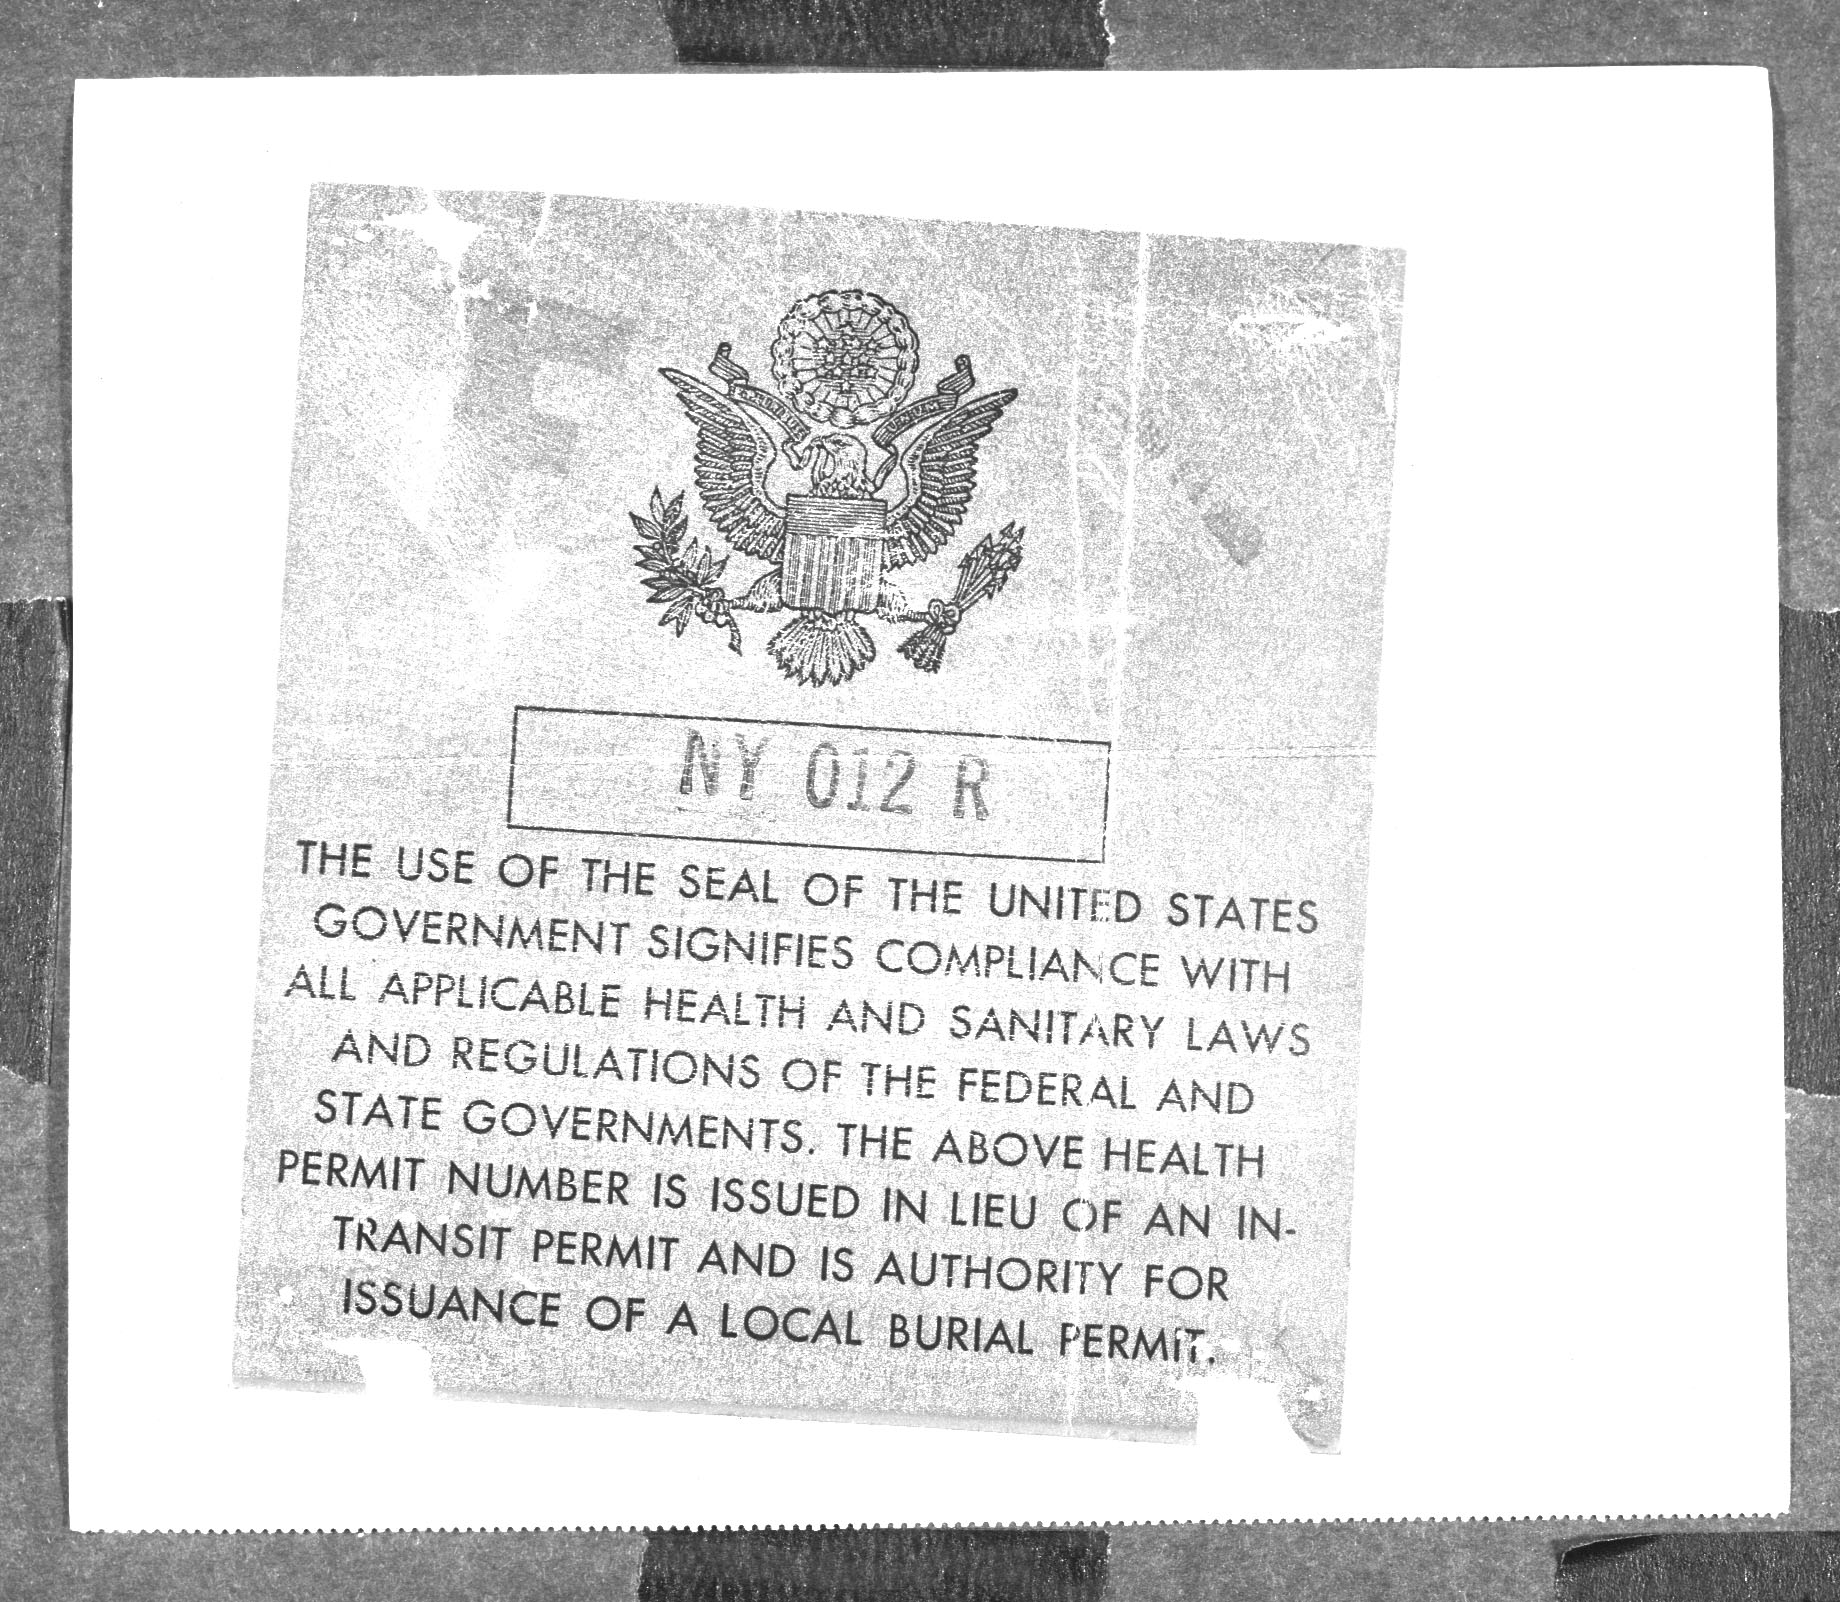 NY 012 R
THE USE OF THE SEAL OF THE UNITED STATES
GOVERNMENT SIGNIFIES COMPLIANCE WITH
ALL APPLICABLE HEALTH AND SANITARY LAWS
AND REGULATIONS OF THE FEDERAL AND
STATE GOVERNMENTS. THE ABOVE HEALTH
PERMIT NUMBER IS ISSUED IN LIEU OF AN IN-
TRANSIT PERMIT AND IS AUTHORITY FOR
ISSUANCE OF A LOCAL BURIAL PERMIT.